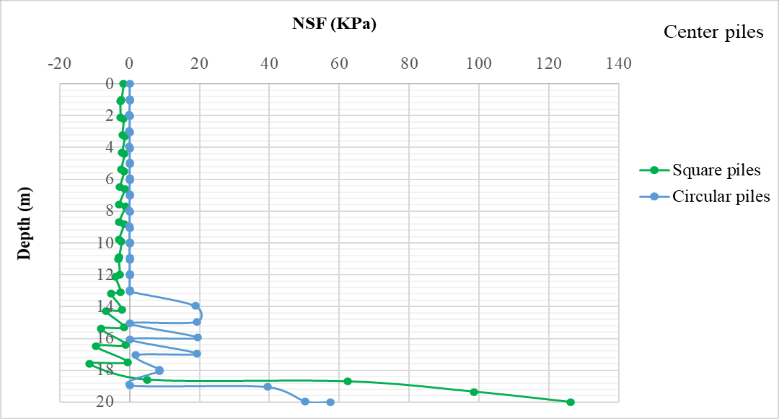 NSF (KPa)
Center piles
-20 0 20 40 60 80 100 120 140
0
2
4
6
8
10
12
14
16
18
20
Depth (m)
Square piles
Circular piles